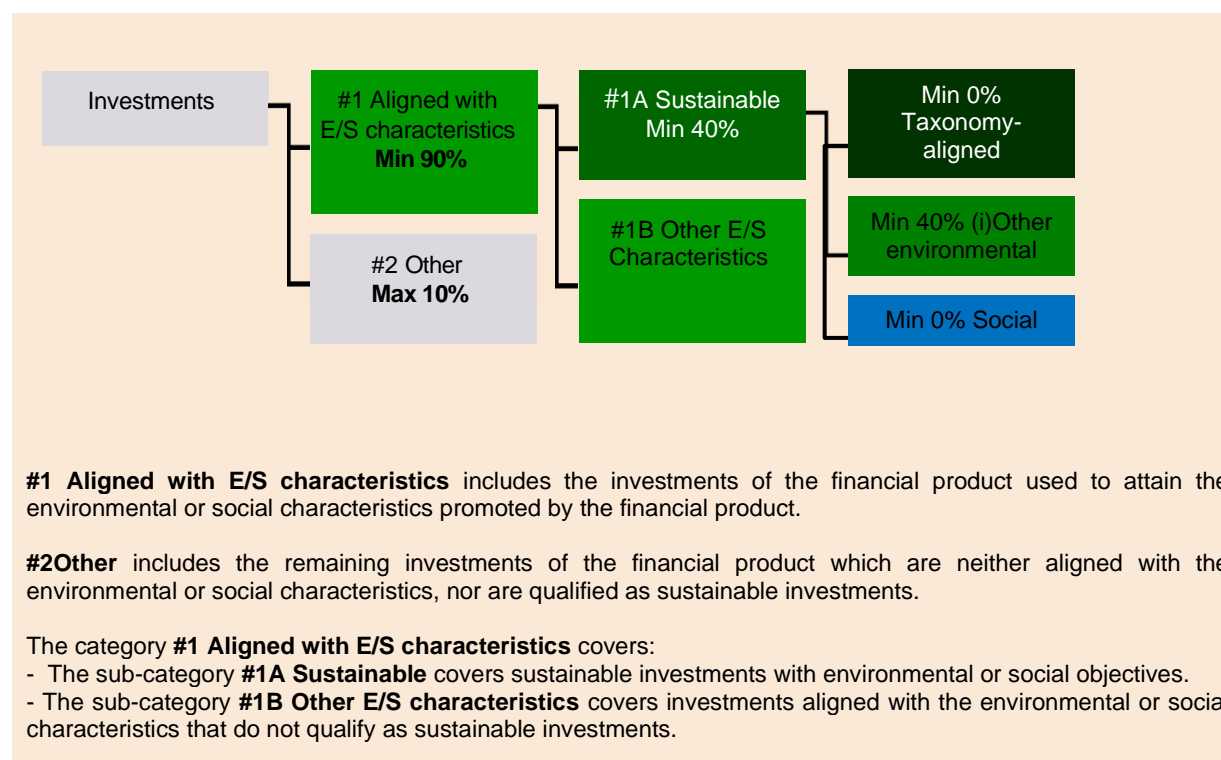 Investments
#1 Aligned with
E/S characteristics
Min 90%
#2 Other
Max 10%
#1A Sustainable
Min 40%
#1B Other E/S
Characteristics
Min 0%
Taxonomy-
aligned
Min 40% (i)Other
environmental
Min 0% Social
#1 Aligned with E/S characteristics includes the investments of the financial product used to attain the
environmental or social characteristics promoted by the financial product.
#2Other includes the remaining investments of the financial product which are neither aligned with the
environmental or social characteristics, nor are qualified as sustainable investments.
The category #1 Aligned with E/S characteristics covers:
- The sub-category #1A Sustainable covers sustainable investments with environmental or social objectives.
- The sub-category #1B Other E/S characteristics covers investments aligned with the environmental or social
characteristics that do not qualify as sustainable investments.